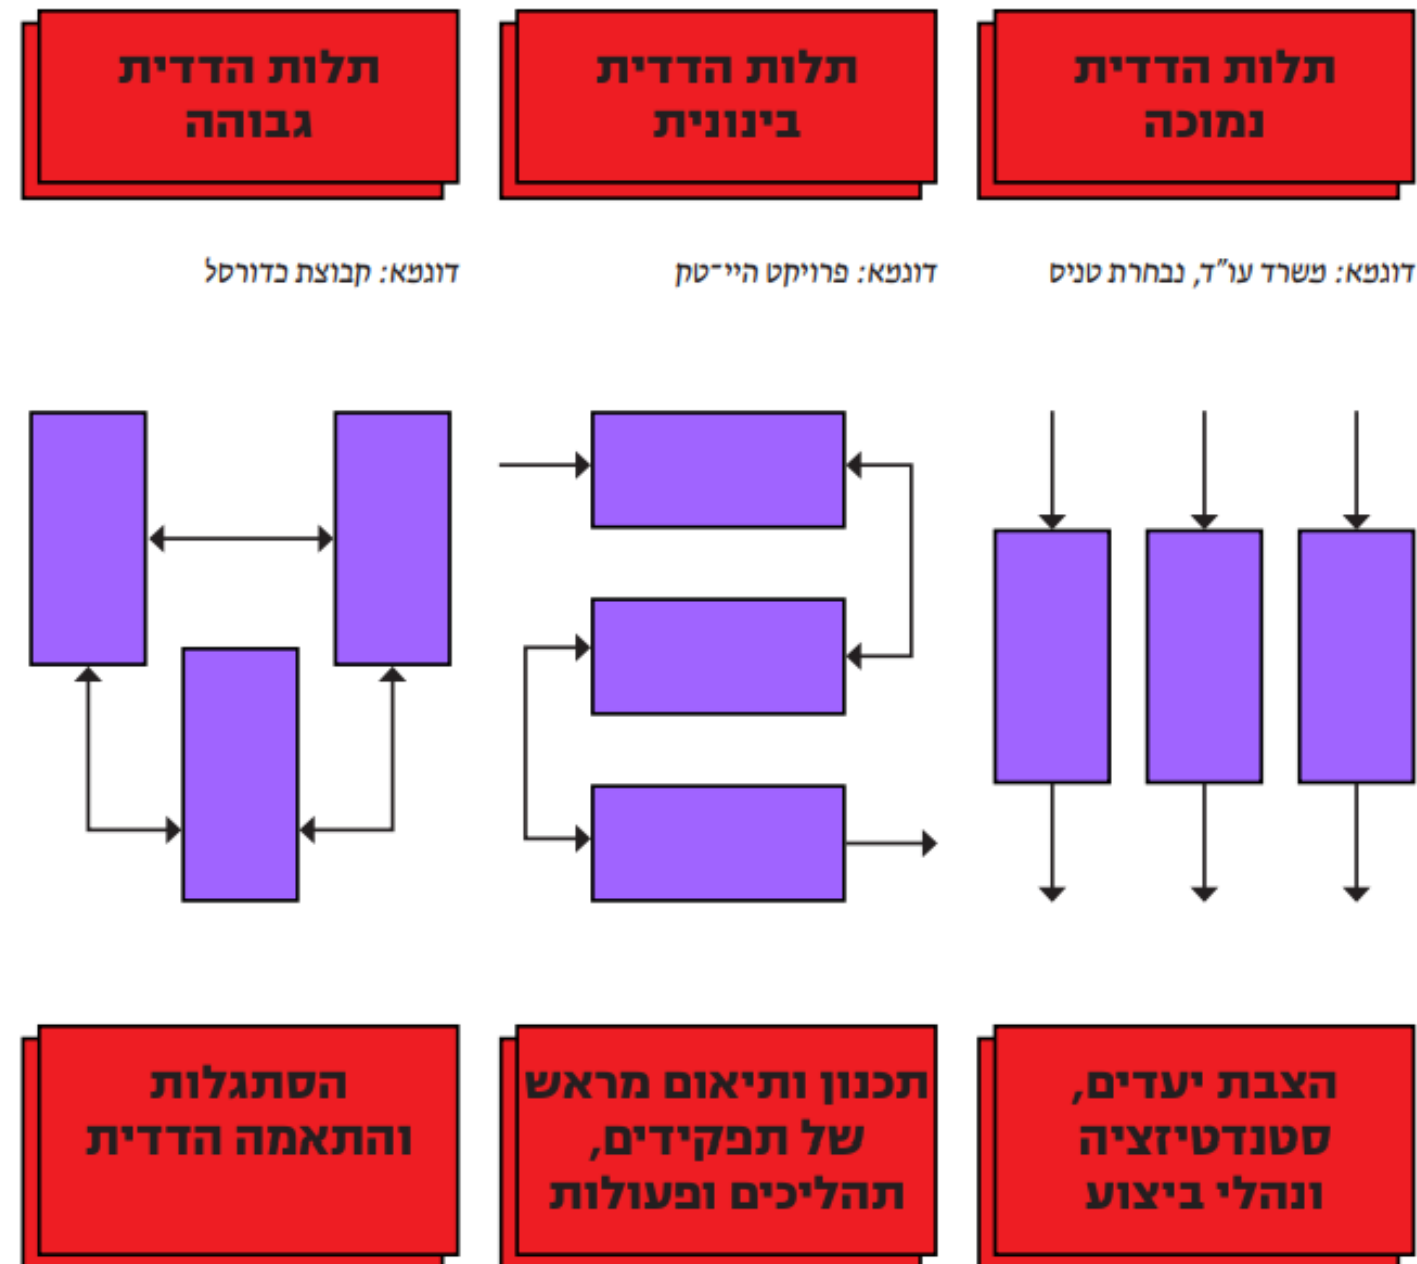 תלות הדדית
נמוכה
תלות הדדית
בינונית
תלות הדדית
גבוהה
דוגמא: משרד עו"ד, נבחרת טניס
דוגמא: פרויקט היי־טק
דוגמא: קבוצת כדורסל
הצבת יעדים,
סטנדטיזציה
ונהלי ביצוע
תכנון ותיאום מראש
של תפקידים,
תהליכים ופעולות
הסתגלות
והתאמה הדדית